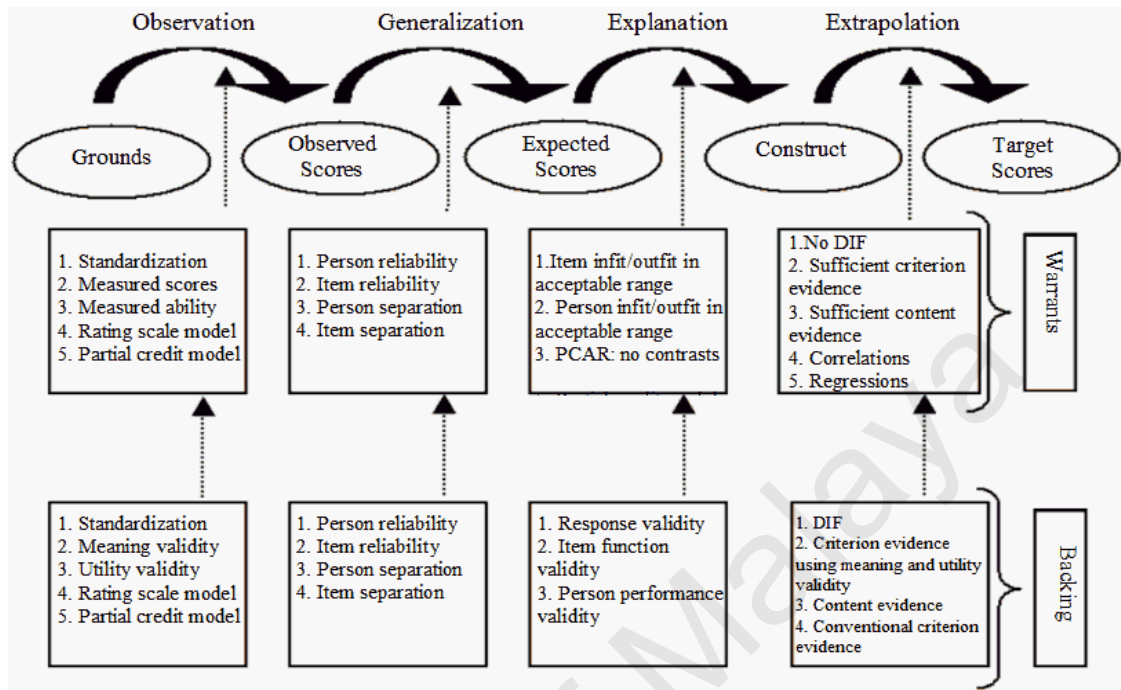 Observation
Generalization
Explanation
Extrapolation
Grounds
Observed
Scores
Expected
Scores
Construct
Target
Scores
1. Standardization
2. Measured scores
3. Measured ability
4. Rating scale model
5. Partial credit model
1. Person reliability
2. Item reliability
3. Person separation
4. Item separation
1.Item infit/outfit in
acceptable range
2. Person infit/outfit in
acceptable range
3. PCAR: no contrasts
1.No DIF
2. Sufficient criterion
evidence
3. Sufficient content
evidence
4. Correlations
5. Regressions
Warrants
1. Standardization
2. Meaning validity
3. Utility validity
4. Rating scale model
5. Partial credit model
1. Person reliability
2. Item reliability
3. Person separation
4. Item separation
1. Response validity
2. Item function
validity
3. Person performance
validity
1. DIF
2. Criterion evidence
using meaning and utility
validity
3. Content evidence
4. Conventional criterion
evidence
Backing
Malaya